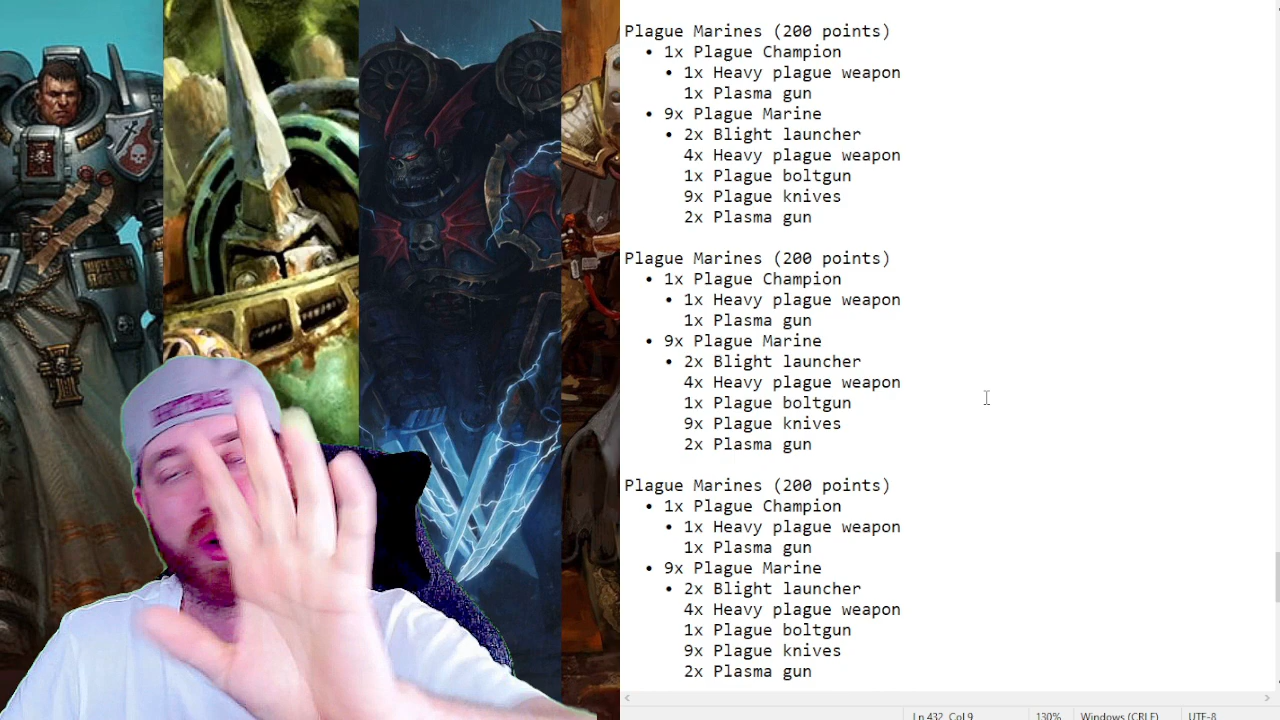 Plague Marines (200 points)
• 1x Plague Champion
• 1x Heavy plague weapon
1x Plasma gun
• 9x Plague Marine
• 2x Blight launcher
4x Heavy plague weapon
1x Plague boltgun
9x Plague knives
2x Plasma gun
Plague Marines (200 points)
• 1x Plague Champion
• 1x Heavy plague weapon
1x Plasma gun
• 9x Plague Marine
• 2x Blight launcher
4x Heavy plague weapon
1x Plague boltgun
9x Plague knives
2x Plasma gun
Plague Marines (200 points)
• 1x Plague Champion
• 1x Heavy plague weapon
1x Plasma gun
• 9x Plague Marine
• 2x Blight launcher
4x Heavy plague weapon
1x Plague boltgun
9x Plague knives
2x Plasma gun
Ln 432, Col 9 130% Windows (CRLF) UTF-8